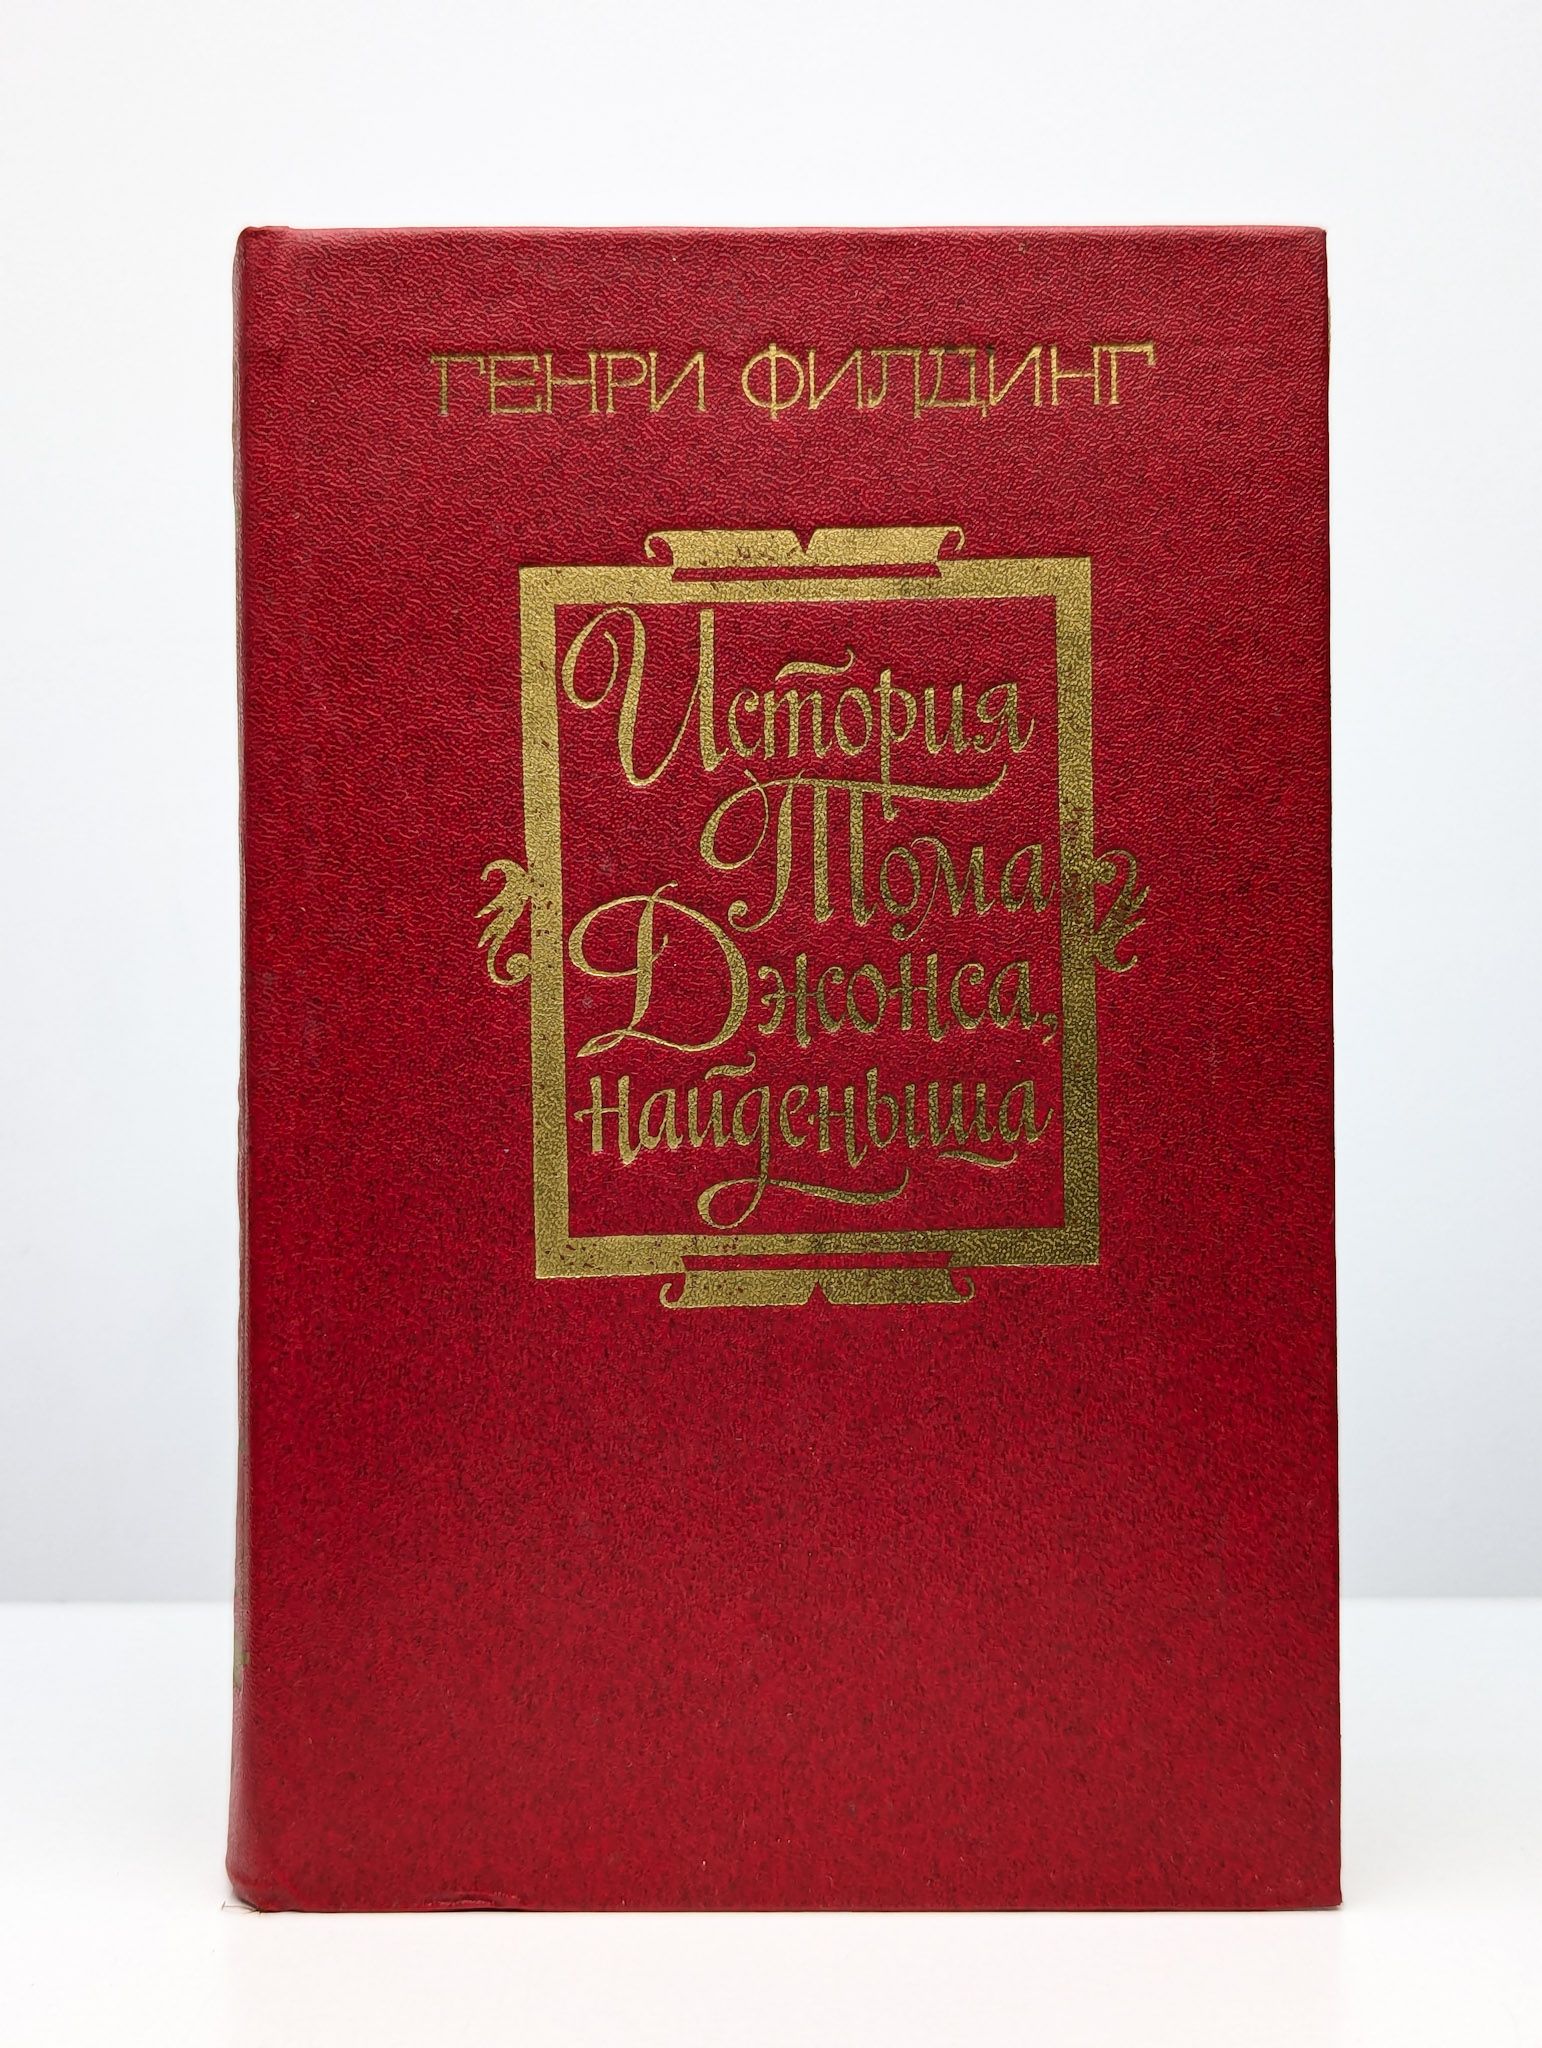 ГЕНРИ ФИЛДИНГ
История
Тома
Джонса,
найденыша